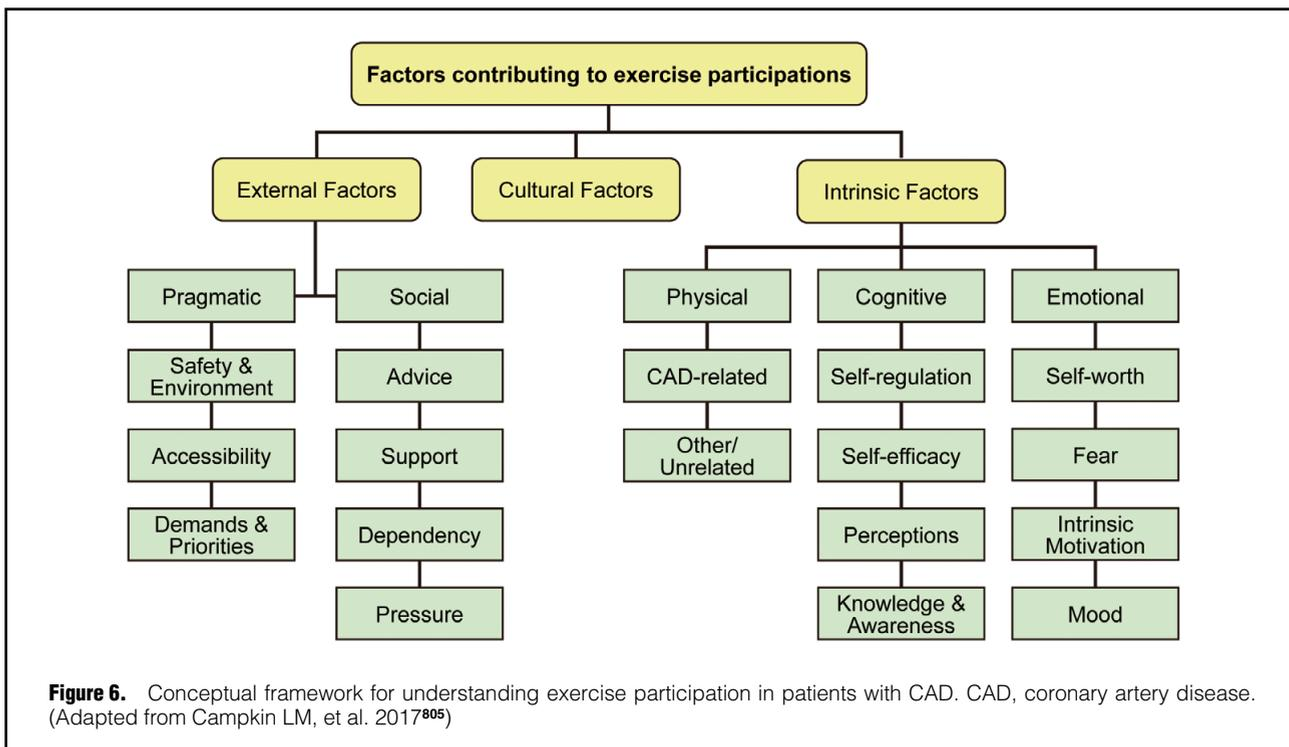 Factors contributing to exercise participations
External Factors
Cultural Factors
Intrinsic Factors
Pragmatic
Safety &
Environment
Accessibility
Demands &
Priorities
Social
Advice
Support
Dependency
Pressure
Physical
CAD-related
Other/
Unrelated
Cognitive
Self-regulation
Self-efficacy
Perceptions
Knowledge &
Awareness
Emotional
Self-worth
Fear
Intrinsic
Motivation
Mood
Figure 6. Conceptual framework for understanding exercise participation in patients with CAD. CAD, coronary artery disease.
(Adapted from Campkin LM, et al. 2017805)